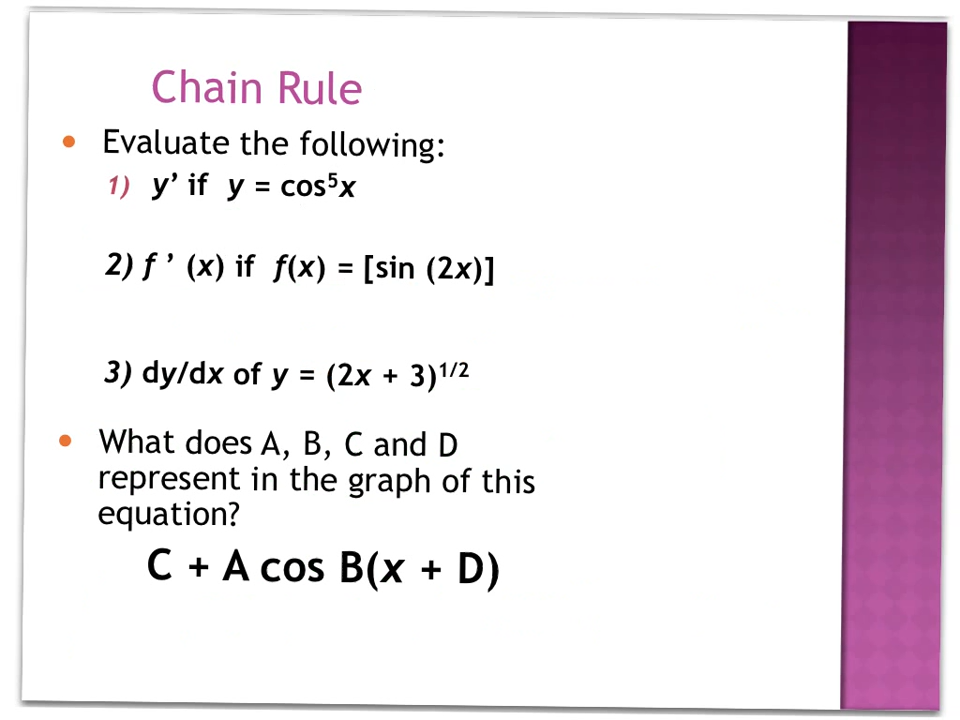 Chain Rule
• Evaluate the following:
1) y’ if y = cos⁵x
2) f ’ (x) if f(x) = [sin (2x)]
3) dy/dx of y = (2x + 3)¹/²
• What does A, B, C and D
represent in the graph of this
equation?
C + A cos B(x + D)